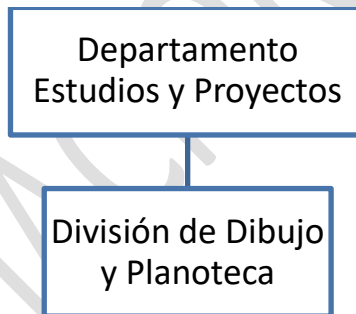 Departamento
Estudios y Proyectos
División de Dibujo
y Planoteca